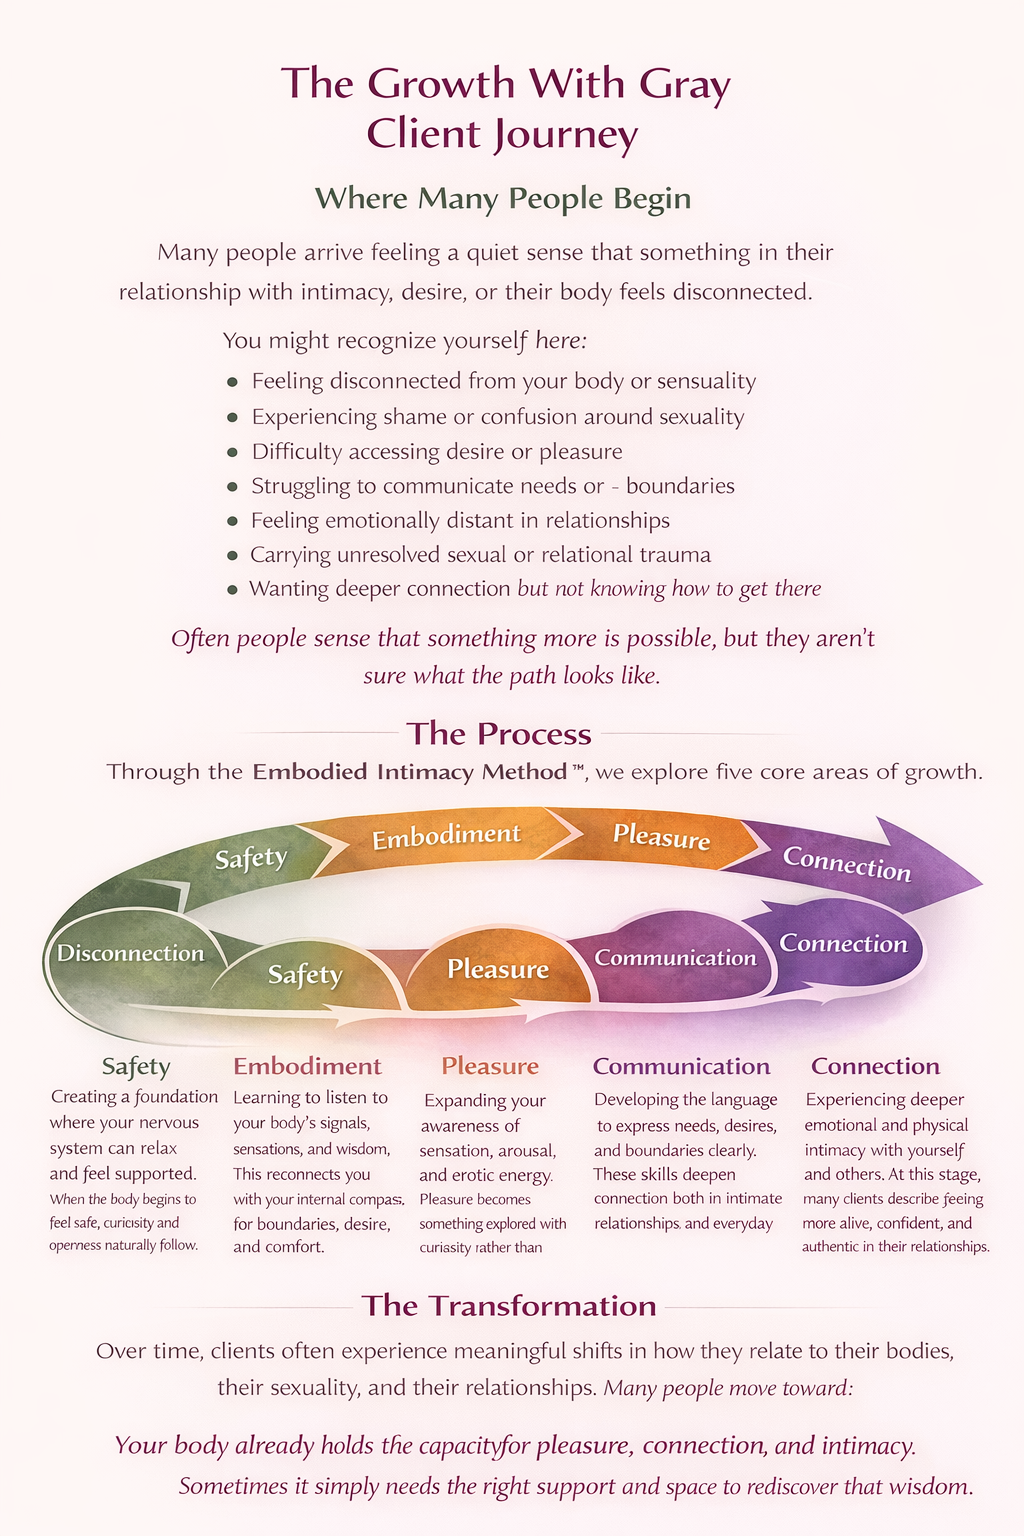 The Growth With Gray
Client Journey
Where Many People Begin
Many people arrive feeling a quiet sense that something in their
relationship with intimacy, desire, or their body feels disconnected.
You might recognize yourself here:
• Feeling disconnected from your body or sensuality
• Experiencing shame or confusion around sexuality
• Difficulty accessing desire or pleasure
• Struggling to communicate needs or - boundaries
• Feeling emotionally distant in relationships
• Carrying unresolved sexual or relational trauma
• Wanting deeper connection but not knowing how to get there
Often people sense that something more is possible, but they aren't
sure what the path looks like.
The Process
Through the Embodied Intimacy Method™, we explore five core areas of growth.
Safety
Embodiment
Pleasure
Connection
Disconnection
Safety
Pleasure
Communication
Connection
Safety
Creating a foundation
where your nervous
system can relax
and feel supported.
When the body begins to
feel safe, curicisity and
operness naturally follow.
Embodiment
Learning to listen to
your body's signals,
sensations, and wisdom,
This reconnects you
with your internal compass.
for boundaries, desire,
and comfort.
Pleasure
Expanding your
awareness of
sensation, arousal,
and erotic energy.
Pleasure becomes
something explored with
curiasity rather than
Communication
Developing the language
to express needs, desires,
and boundaries clearly.
These skills deepen
connection both in intimate
relationships. and everyday
Connection
Experiencing deeper
emotional and physical
intimacy with yourself
and others. At this stage,
many clients describe feeing
more alive, confident, and
authentic in their relationships.
The Transformation
Over time, clients often experience meaningful shifts in how they relate to their bodies,
their sexuality, and their relationships. Many people move toward:
Your body already holds the capacityfor pleasure, connection, and intimacy.
Sometimes it simply needs the right support and space to rediscover that wisdom.